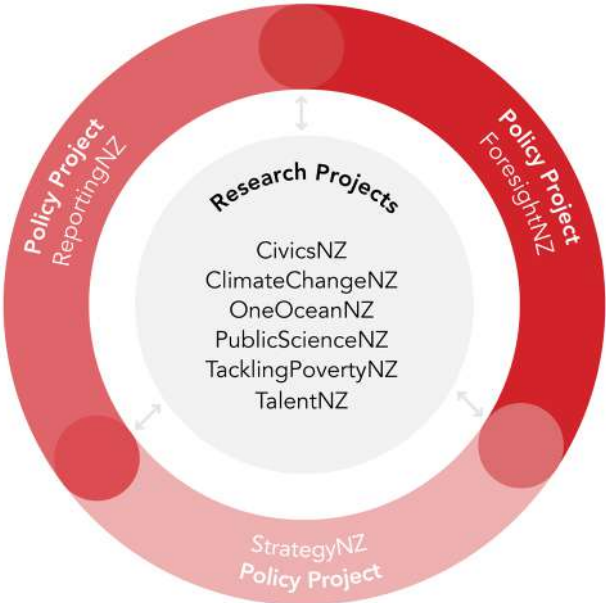 Policy Project
ReportingNZ
Policy Project
ForesightNZ
Research Projects
CivicsNZ
ClimateChangeNZ
OneOceanNZ
PublicScienceNZ
TacklingPovertyNZ
TalentNZ
StrategyNZ
Policy Project